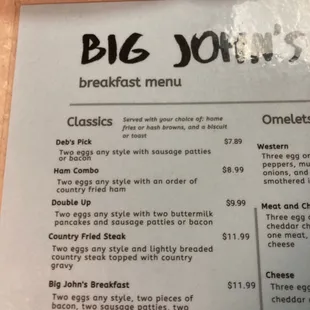 BIG JOHN'S
breakfast menu
Classics
Served with your choice of: home
fries or hash browns, and a biscuit
or toast
Deb's Pick $7.89
Two eggs any style with sausage patties
or bacon
Ham Combo $8.99
Two eggs any style with an order of
country fried ham
Double Up $9.99
Two eggs any style with two buttermilk
pancakes and sausage patties or bacon
Country Fried Steak $11.99
Two eggs any style and lightly breaded
country steak topped with country
gravy
Big John's Breakfast $11.99
Two eggs any style, two pieces of
bacon, two sausage patties, two
Omelets
Western
Three egg
peppers, 
onions, and
smothered i
Meat and Ch
Three egg
cheddar
one meat,
cheese
Cheese
Three egg
cheddar